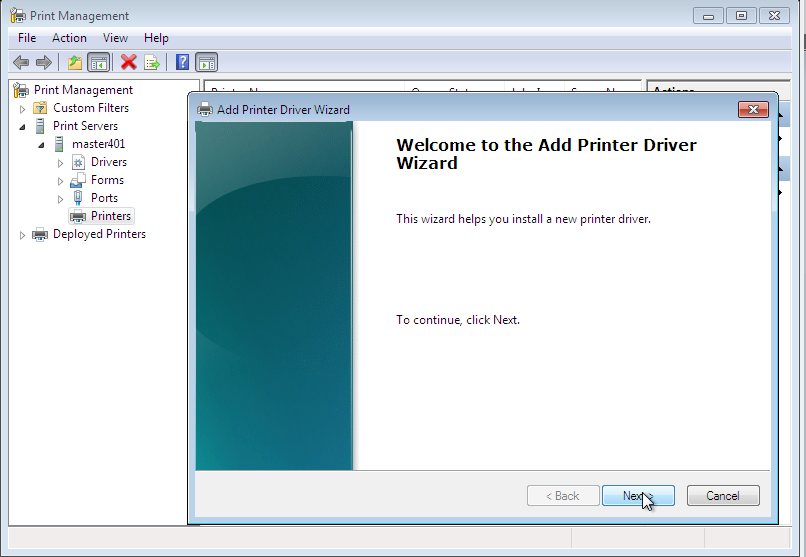 Print Management
File Action View Help
Print Management
Custom Filters
Print Servers
master401
Drivers
Forms
Ports
Printers
Deployed Printers
Actions
Add Printer Driver Wizard
Welcome to the Add Printer Driver
Wizard
This wizard helps you install a new printer driver.
To continue, click Next.
< Back
Cancel